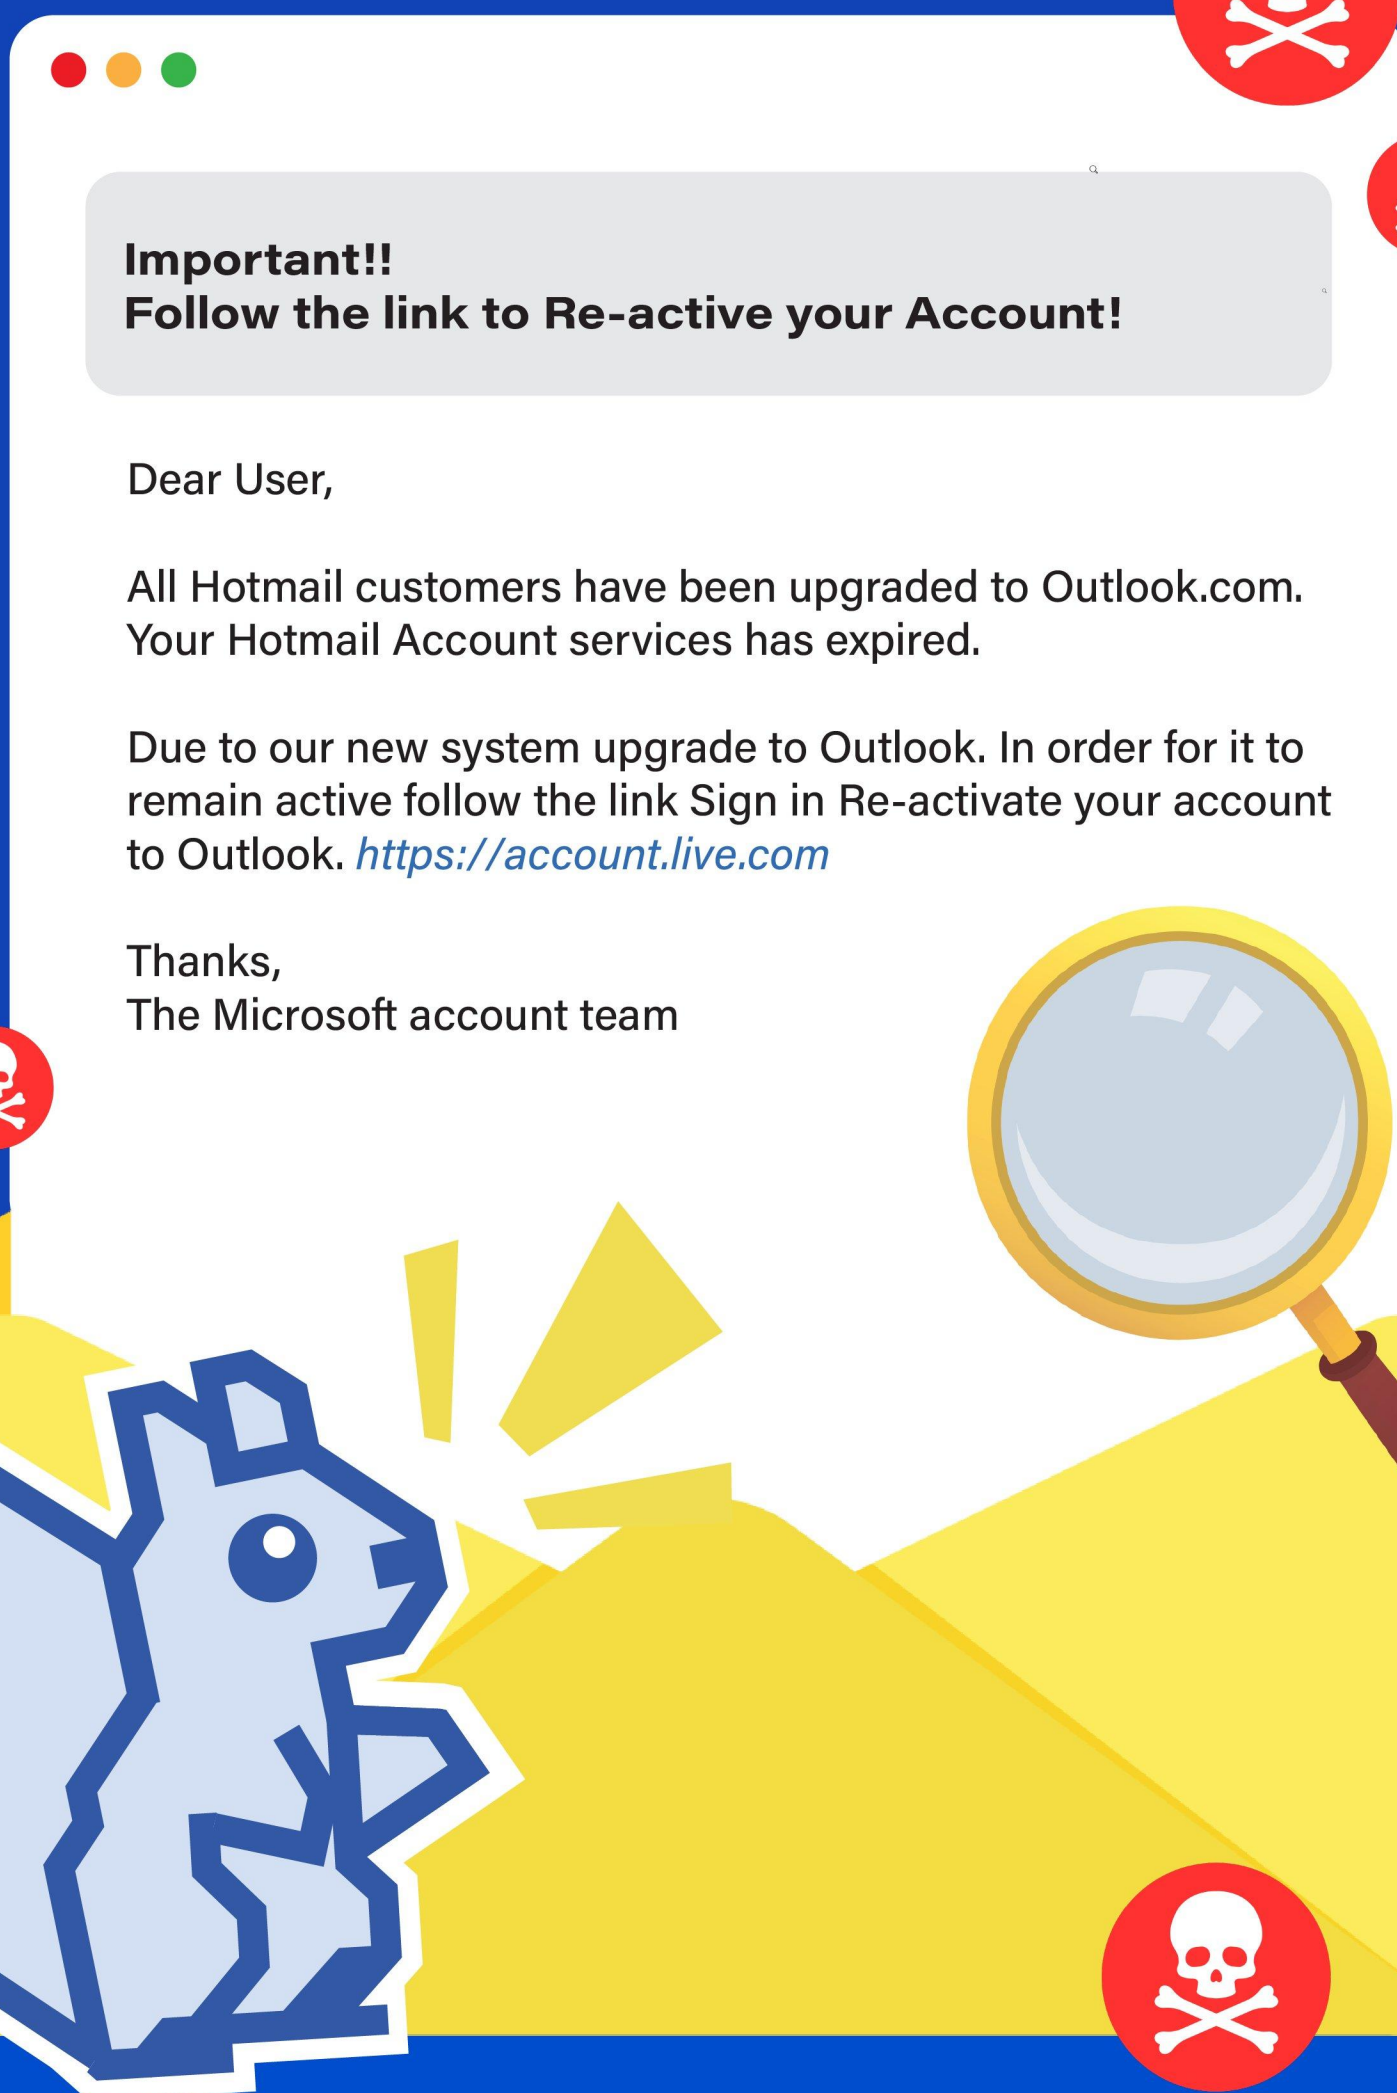 Important!!
Follow the link to Re-active your Account!
Dear User,
All Hotmail customers have been upgraded to Outlook.com.
Your Hotmail Account services has expired.
Due to our new system upgrade to Outlook. In order for it to
remain active follow the link Sign in Re-activate your account
to Outlook. https://account.live.com
Thanks,
The Microsoft account team